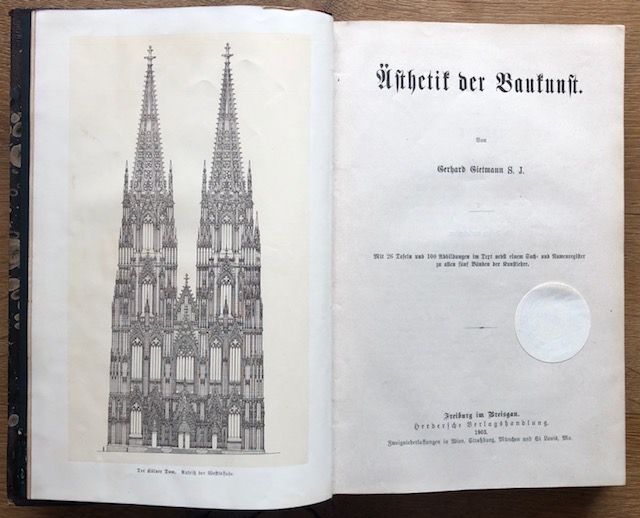 Der Kölner Dom. Aufriß der Westfassade.
Ästhetik der Baukunst.
Von
Gerhard Gietmann S. J.
Mit 26 Tafeln und 100 Abbildungen im Text nebst einem Sach- und Namenregister
zu allen fünf Bänden der Kunstlehre.
Freiburg im Breisgau.
Herdersche Verlagshandlung.
1903.
Zweigniederlassungen in Wien, Straßburg, München und St Louis, Mo.